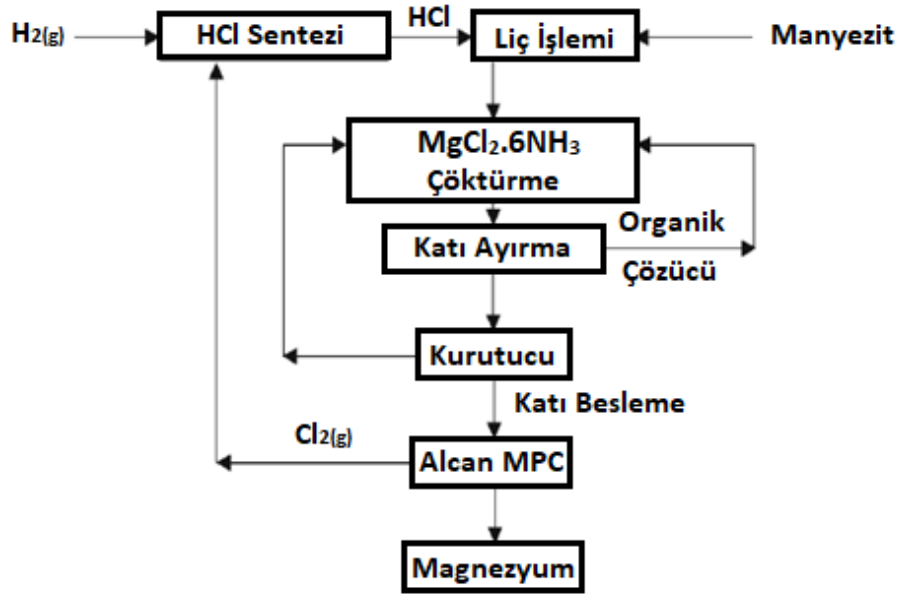 H2(g)
HCl Sentezi
HCl
Liç İşlemi
Manyezit
MgCl₂.6NH₃
Çöktürme
Katı Ayırma
Organik
Çözücü
Kurutucu
Katı Besleme
Cl2(g)
Alcan MPC
Magnezyum